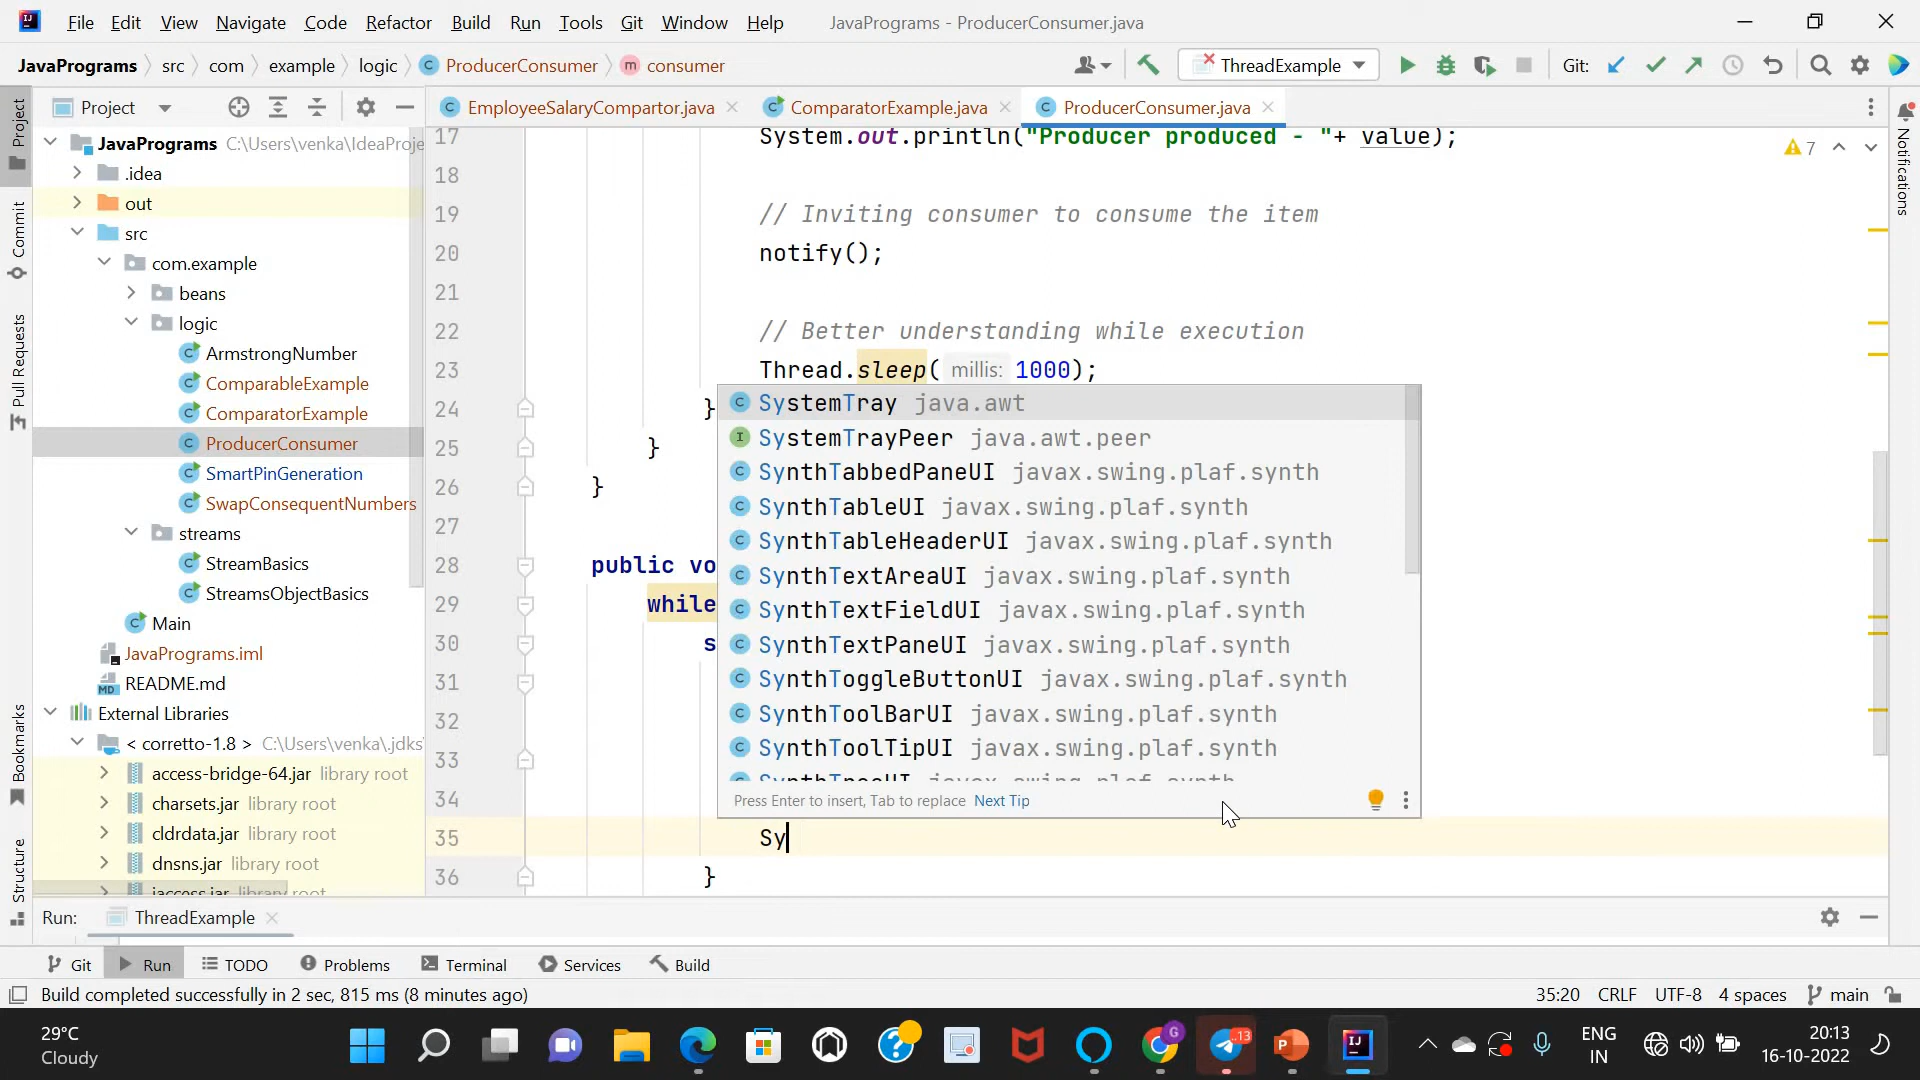 File Edit View Navigate Code Refactor Build Run Tools Git Window Help JavaPrograms - ProducerConsumer.java
JavaPrograms src com example logic ProducerConsumer consumer ThreadExample Git:
Project EmployeeSalaryCompartor.java ComparatorExample.java ProducerConsumer.java
Project
Commit
Pull Requests
Bookmarks
Structure
Notifications
JavaPrograms C:\Users\venka\IdeaProje
.idea
out
src
com.example
beans
logic
ArmstrongNumber
ComparableExample
ComparatorExample
ProducerConsumer
SmartPinGeneration
SwapConsequentNumbers
streams
StreamBasics
StreamsObjectBasics
Main
JavaPrograms.iml
README.md
External Libraries
< corretto-1.8 > C:\Users\venka\.jdks\
access-bridge-64.jar library root
charsets.jar library root
cldrdata.jar library root
dnsns.jar library root
jaccess.jar library root
17 System.out.println("Producer produced - "+ value);
7
18
19 // Inviting consumer to consume the item
20 notify();
21
22 // Better understanding while execution
23 Thread.sleep( millis: 1000);
24 }
25 }
26 }
27
28 public vo
29 while
30 s
31
32
33
34
35 Sy
36 }
SystemTray java.awt
SystemTrayPeer java.awt.peer
SynthTabbedPaneUI javax.swing.plaf.synth
SynthTableUI javax.swing.plaf.synth
SynthTableHeaderUI javax.swing.plaf.synth
SynthTextAreaUI javax.swing.plaf.synth
SynthTextFieldUI javax.swing.plaf.synth
SynthTextPaneUI javax.swing.plaf.synth
SynthToggleButtonUI javax.swing.plaf.synth
SynthToolBarUI javax.swing.plaf.synth
SynthToolTipUI javax.swing.plaf.synth
SynthTreeUI javax.swing.plaf.synth
Press Enter to insert, Tab to replace Next Tip
Run: ThreadExample
Git Run TODO Problems Terminal Services Build
Build completed successfully in 2 sec, 815 ms (8 minutes ago) 35:20 CRLF UTF-8 4 spaces main
29°C
Cloudy
13
ENG
IN
20:13
16-10-2022